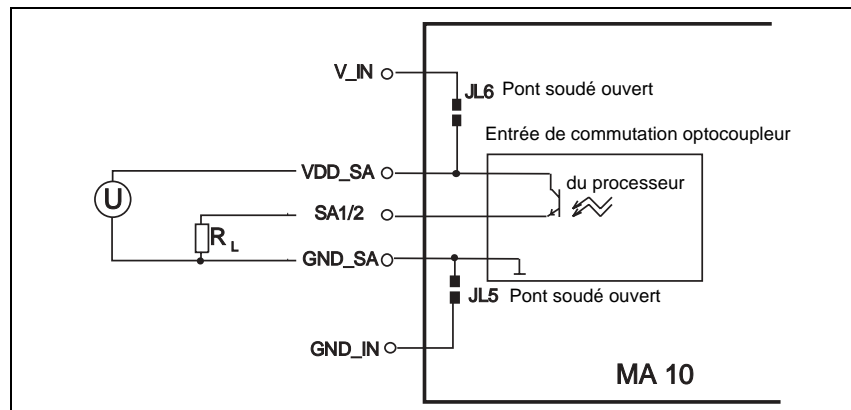 V_IN
JL6 Pont soudé ouvert
Entrée de commutation optocoupleur
VDD_SA
du processeur
U
SA1/2
R L
GND_SA
JL5 Pont soudé ouvert
GND_IN
MA 10